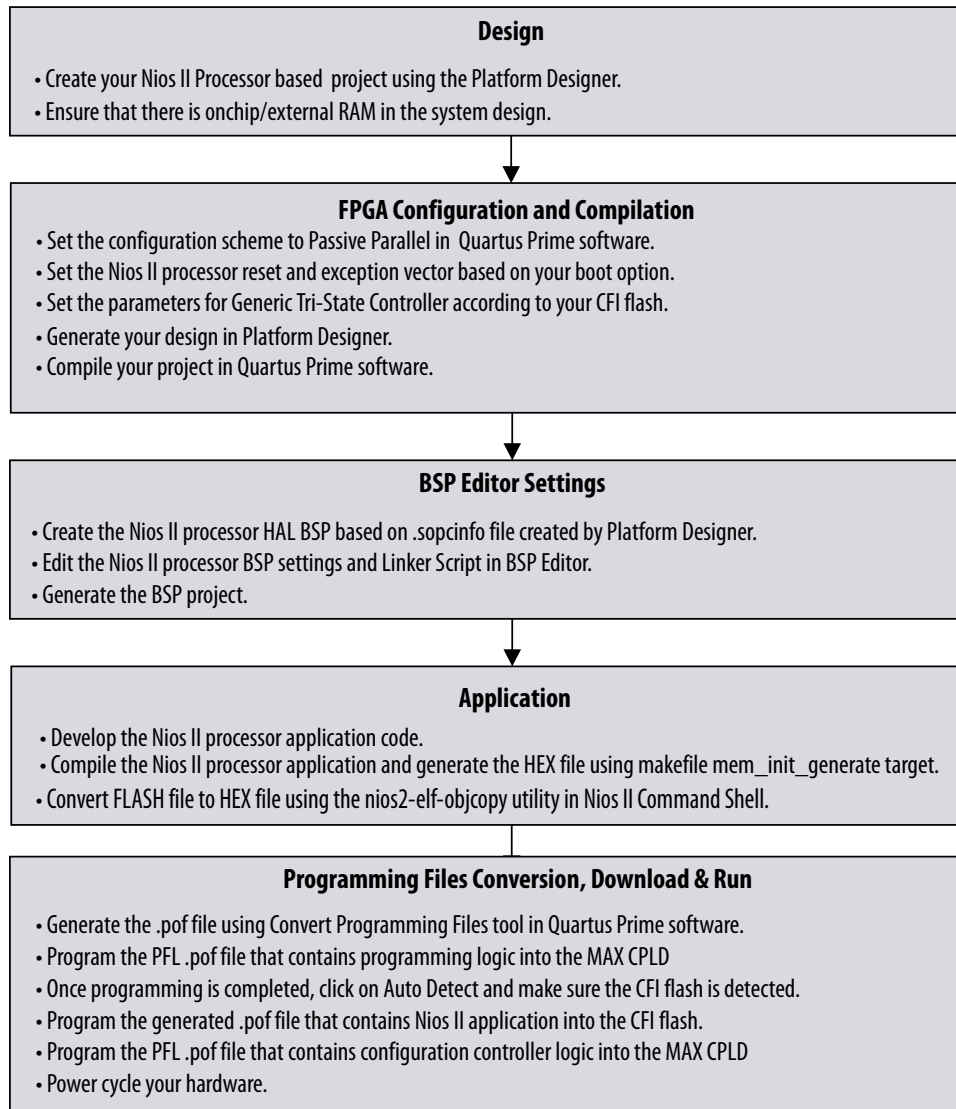 Design
• Create your Nios II Processor based project using the Platform Designer.
• Ensure that there is onchip/external RAM in the system design.
FPGA Configuration and Compilation
• Set the configuration scheme to Passive Parallel in Quartus Prime software.
• Set the Nios II processor reset and exception vector based on your boot option.
• Set the parameters for Generic Tri-State Controller according to your CFI flash.
• Generate your design in Platform Designer.
• Compile your project in Quartus Prime software.
BSP Editor Settings
• Create the Nios II processor HAL BSP based on .sopcinfo file created by Platform Designer.
• Edit the Nios II processor BSP settings and Linker Script in BSP Editor.
• Generate the BSP project.
Application
• Develop the Nios II processor application code.
• Compile the Nios II processor application and generate the HEX file using makefile mem_init_generate target.
• Convert FLASH file to HEX file using the nios2-elf-objcopy utility in Nios II Command Shell.
Programming Files Conversion, Download & Run
• Generate the .pof file using Convert Programming Files tool in Quartus Prime software.
• Program the PFL .pof file that contains programming logic into the MAX CPLD
• Once programming is completed, click on Auto Detect and make sure the CFI flash is detected.
• Program the generated .pof file that contains Nios II application into the CFI flash.
• Program the PFL .pof file that contains configuration controller logic into the MAX CPLD
• Power cycle your hardware.